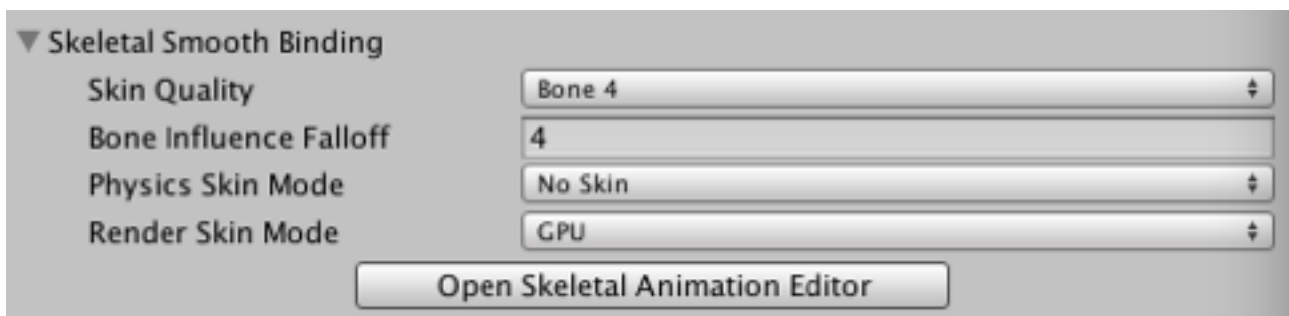 Skeletal Smooth Binding
Skin Quality Bone 4
Bone Influence Falloff 4
Physics Skin Mode No Skin
Render Skin Mode GPU
Open Skeletal Animation Editor